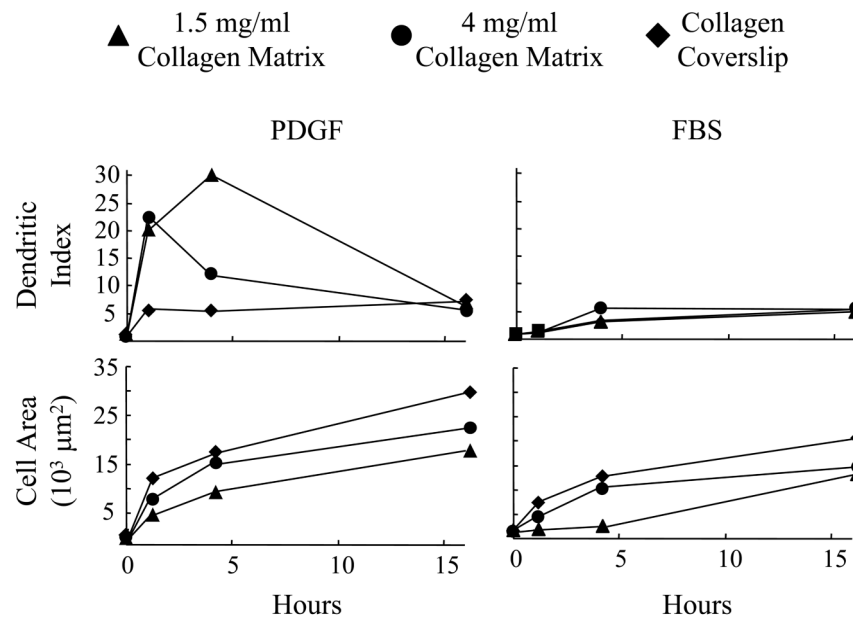 1.5 mg/ml
Collagen Matrix
4 mg/ml
Collagen Matrix
Collagen
Coverslip
PDGF
FBS
Dendritic
Index
30
25
20
15
10
5
Cell Area
(10³ µm²)
35
25
15
5
0
5
10
15
0
5
10
15
Hours
Hours